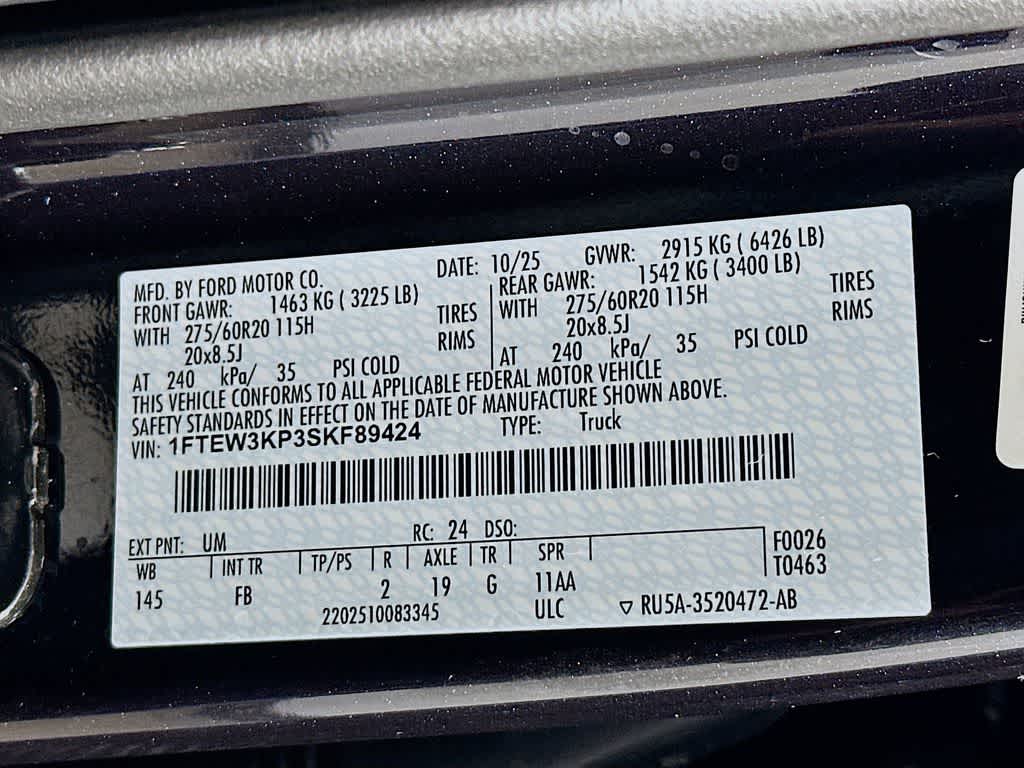 MFD. BY FORD MOTOR CO. DATE: 10/25 GVWR: 2915 KG ( 6426 LB)
FRONT GAWR: 1463 KG ( 3225 LB) REAR GAWR: 1542 KG ( 3400 LB)
WITH 275/60R20 115H TIRES WITH 275/60R20 115H TIRES
20x8.5J RIMS 20x8.5J RIMS
AT 240 kPa/ 35 PSI COLD AT 240 kPa/ 35 PSI COLD
THIS VEHICLE CONFORMS TO ALL APPLICABLE FEDERAL MOTOR VEHICLE
SAFETY STANDARDS IN EFFECT ON THE DATE OF MANUFACTURE SHOWN ABOVE.
VIN: 1FTEW3KP3SKF89424 TYPE: Truck
EXT PNT: UM RC: 24 DSO:
WB INT TR TP/PS R AXLE TR SPR F0026
145 FB 2 19 G 11AA T0463
2202510083345 ULC ▽ RU5A-3520472-AB